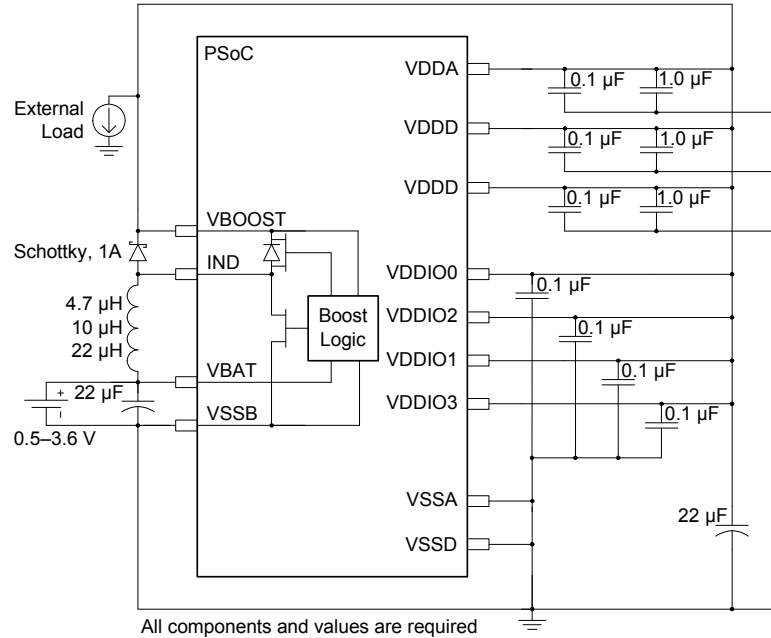 PSoC
VDDA
0.1 µF
1.0 µF
External
Load
VDDD
0.1 µF
1.0 µF
VDDD
0.1 µF
1.0 µF
VBOOST
Schottky, 1A
IND
VDDIO0
0.1 µF
4.7 µH
10 µH
22 µH
Boost
Logic
VDDIO2
0.1 µF
VDDIO1
0.1 µF
VBAT
22 µF
VDDIO3
0.1 µF
+
VSSB
0.5–3.6 V
VSSA
22 µF
VSSD
All components and values are required